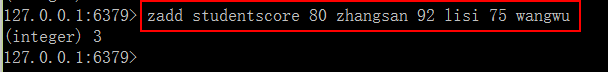 127.0.0.1:6379> zadd studentscore 80 zhangsan 92 lisi 75 wangwu
(integer) 3
127.0.0.1:6379>